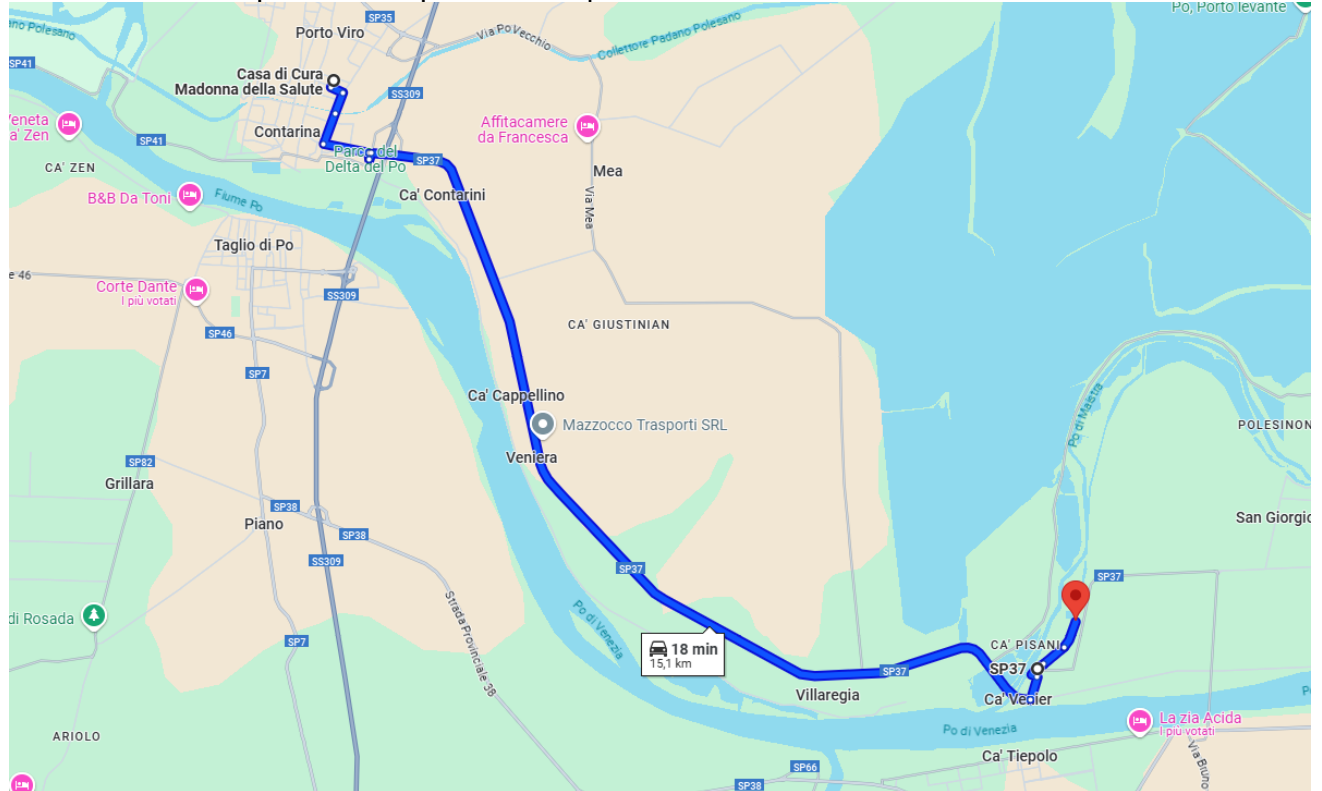 Po, Porto levante
SP35
Porto Viro
Via Po Vecchio
Collettore Padano Polesano
Polesano
SP41
Casa di Cura
Madonna della Salute
SS309
Veneta
a' Zen
Contarina
SP41
Affitacamere
da Francesca
Parco del
Delta del Po
SP37
CA' ZEN
Mea
B&B Da Toni
Fiume Po
Ca' Contarini
Via Mea
Taglio di Po
e 46
Corte Dante
I più votati
SS309
SP46
CA' GIUSTINIAN
SP7
Ca' Cappellino
Po di Maistra
Mazzocco Trasporti SRL
POLESINON
Veniera
SP82
Grillara
SP38
Piano
SP38
San Giorgio
SS309
SP37
SP37
di Rosada
Strada Provinciale 38
Po di Venezia
SP7
18 min
15,1 km
CA' PISANI
SP37
SP37
Villaregia
Ca' Venier
La zia Acida
I più votati
Po di Venezia
ARIOLO
Ca' Tiepolo
Via Bruno
SP66
SP38